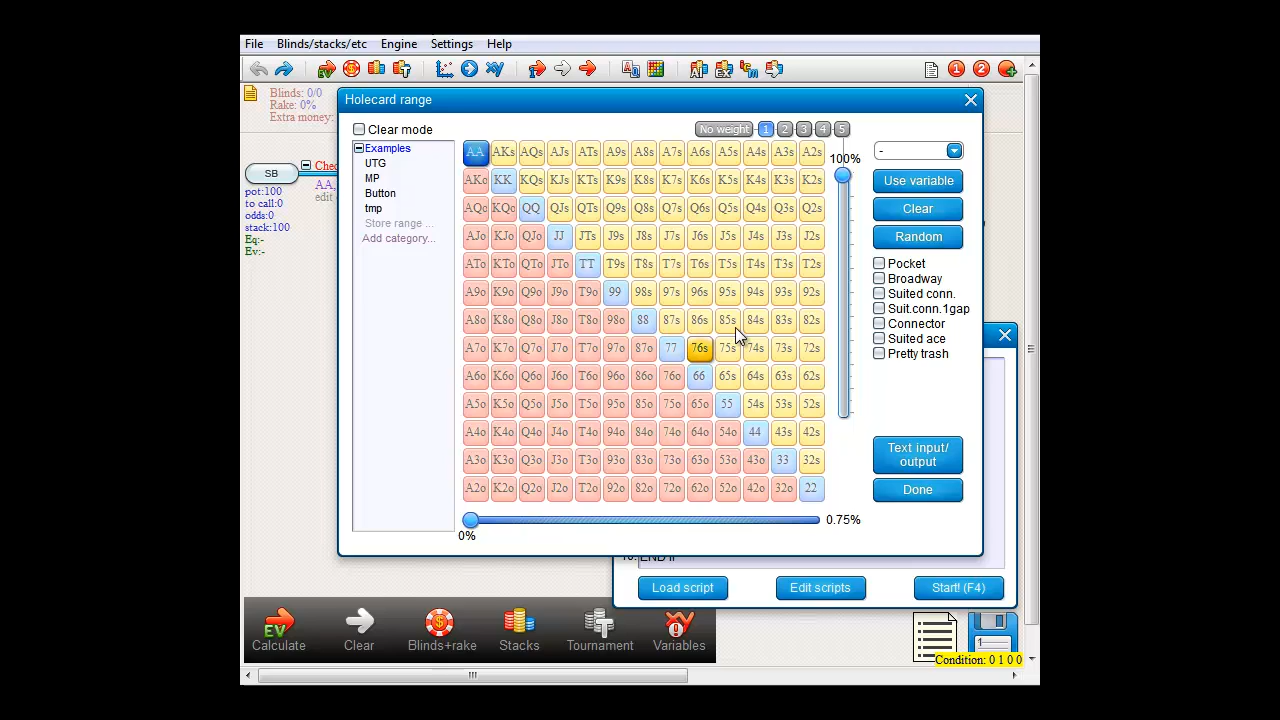 File Blinds/stacks/etc Engine Settings Help
Blinds: 0/0
Rake: 0%
Extra money:
SB
Chec
AA,
edit
pot:100
to call:0
odds:0
stack:100
Eq:-
Ev:-
Holecard range
Clear mode
No weight 1 2 3 4 5
Examples
UTG
MP
Button
tmp
Store range ...
Add category...
AA AKs AQs AJs ATs A9s A8s A7s A6s A5s A4s A3s A2s
AKo KK KQs KJs KTs K9s K8s K7s K6s K5s K4s K3s K2s
AQo KQo QQ QJs QTs Q9s Q8s Q7s Q6s Q5s Q4s Q3s Q2s
AJo KJo QJo JJ JTs J9s J8s J7s J6s J5s J4s J3s J2s
ATo KTo QTo JTo TT T9s T8s T7s T6s T5s T4s T3s T2s
A9o K9o Q9o J9o T9o 99 98s 97s 96s 95s 94s 93s 92s
A8o K8o Q8o J8o T8o 98o 88 87s 86s 85s 84s 83s 82s
A7o K7o Q7o J7o T7o 97o 87o 77 76s 75s 74s 73s 72s
A6o K6o Q6o J6o T6o 96o 86o 76o 66 65s 64s 63s 62s
A5o K5o Q5o J5o T5o 95o 85o 75o 65o 55 54s 53s 52s
A4o K4o Q4o J4o T4o 94o 84o 74o 64o 54o 44 43s 42s
A3o K3o Q3o J3o T3o 93o 83o 73o 63o 53o 43o 33 32s
A2o K2o Q2o J2o T2o 92o 82o 72o 62o 52o 42o 32o 22
100%
0.75%
0%
-
Use variable
Clear
Random
Pocket
Broadway
Suited conn.
Suit.conn.1gap
Connector
Suited ace
Pretty trash
Text input/
output
Done
END IF
Load script Edit scripts Start! (F4)
EV
Calculate Clear Blinds+rake Stacks Tournament Variables
Condition: 0 1 0 0